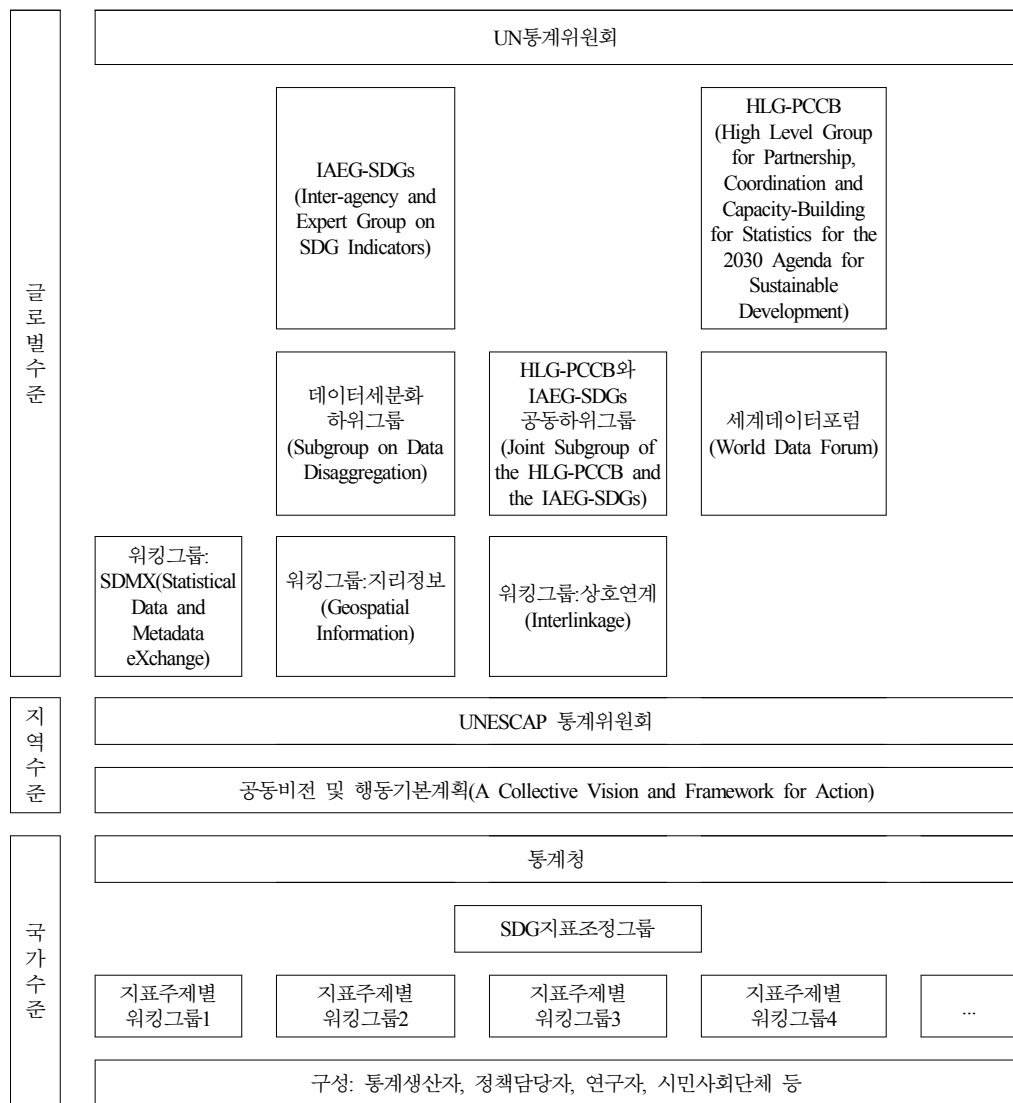 글
로
벌
수
준
UN통계위원회
IAEG-SDGs
(Inter-agency and
Expert Group on
SDG Indicators)
HLG-PCCB
(High Level Group
for Partnership,
Coordination and
Capacity-Building
for Statistics for the
2030 Agenda for
Sustainable
Development)
데이터세분화
하위그룹
(Subgroup on Data
Disaggregation)
HLG-PCCB와
IAEG-SDGs
공동하위그룹
(Joint Subgroup of
the HLG-PCCB and
the IAEG-SDGs)
세계데이터포럼
(World Data Forum)
워킹그룹:
SDMX(Statistical
Data and
Metadata
eXchange)
워킹그룹:지리정보
(Geospatial
Information)
워킹그룹:상호연계
(Interlinkage)
지
역
수
준
UNESCAP 통계위원회
공동비전 및 행동기본계획(A Collective Vision and Framework for Action)
국
가
수
준
통계청
SDG지표조정그룹
지표주제별
워킹그룹1
지표주제별
워킹그룹2
지표주제별
워킹그룹3
지표주제별
워킹그룹4
...
구성: 통계생산자, 정책담당자, 연구자, 시민사회단체 등